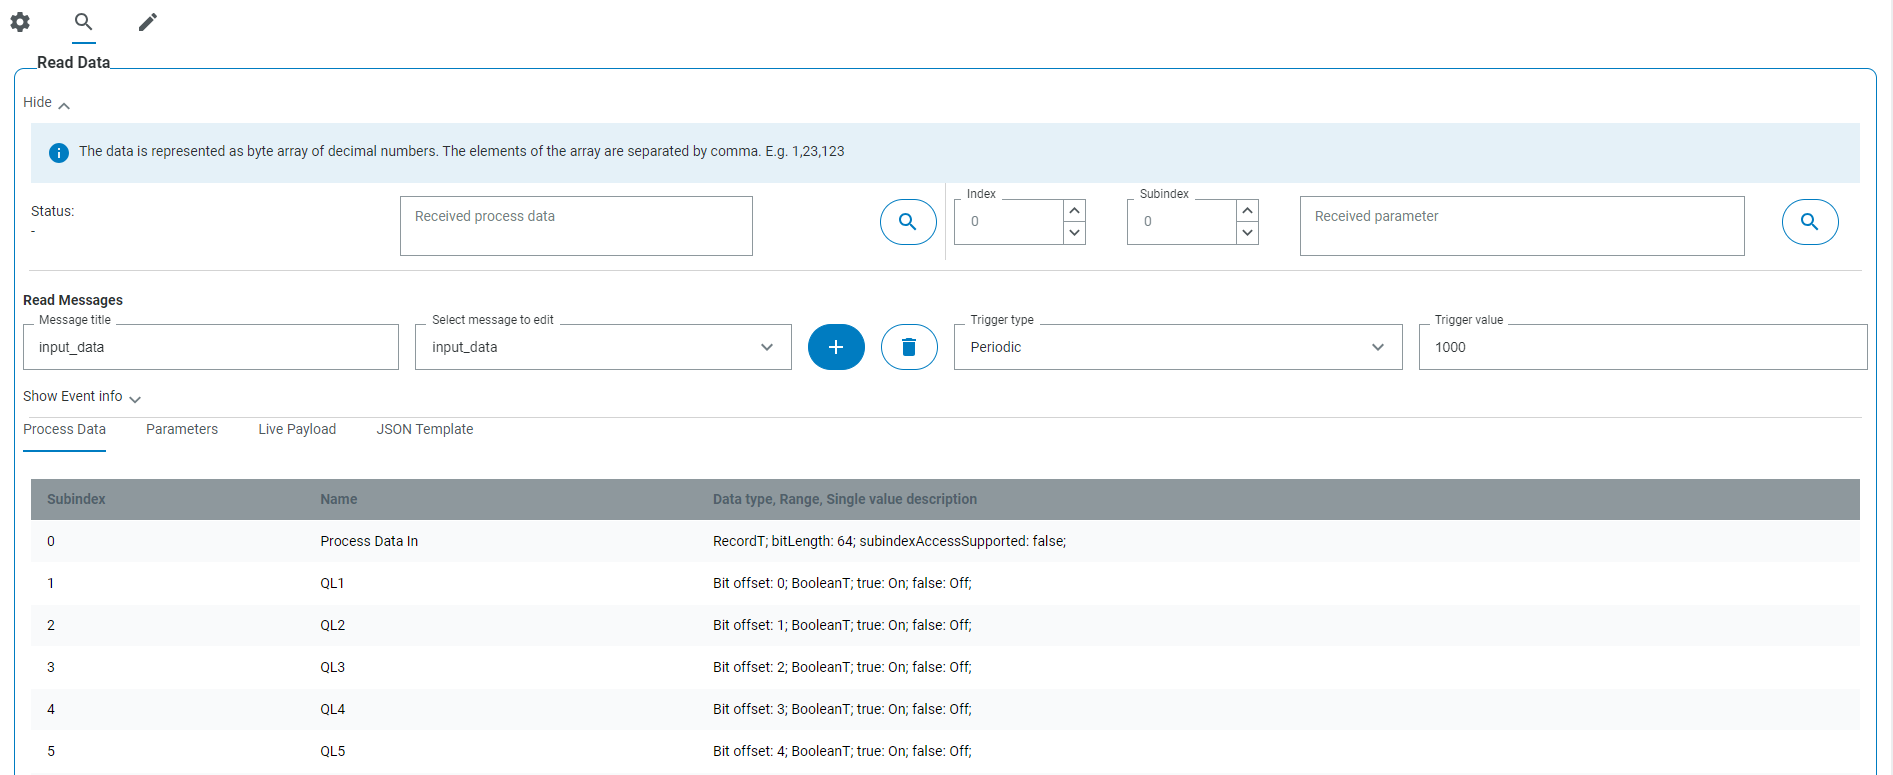 Read Data
Hide
The data is represented as byte array of decimal numbers. The elements of the array are separated by comma. E.g. 1,23,123
Status:
-
Received process data
Index
0
Subindex
0
Received parameter
Read Messages
Message title
input_data
Select message to edit
input_data
Trigger type
Periodic
Trigger value
1000
Show Event info
Process Data Parameters Live Payload JSON Template
Subindex Name Data type, Range, Single value description
0 Process Data In RecordT; bitLength: 64; subindexAccessSupported: false;
1 QL1 Bit offset: 0; BooleanT; true: On; false: Off;
2 QL2 Bit offset: 1; BooleanT; true: On; false: Off;
3 QL3 Bit offset: 2; BooleanT; true: On; false: Off;
4 QL4 Bit offset: 3; BooleanT; true: On; false: Off;
5 QL5 Bit offset: 4; BooleanT; true: On; false: Off;